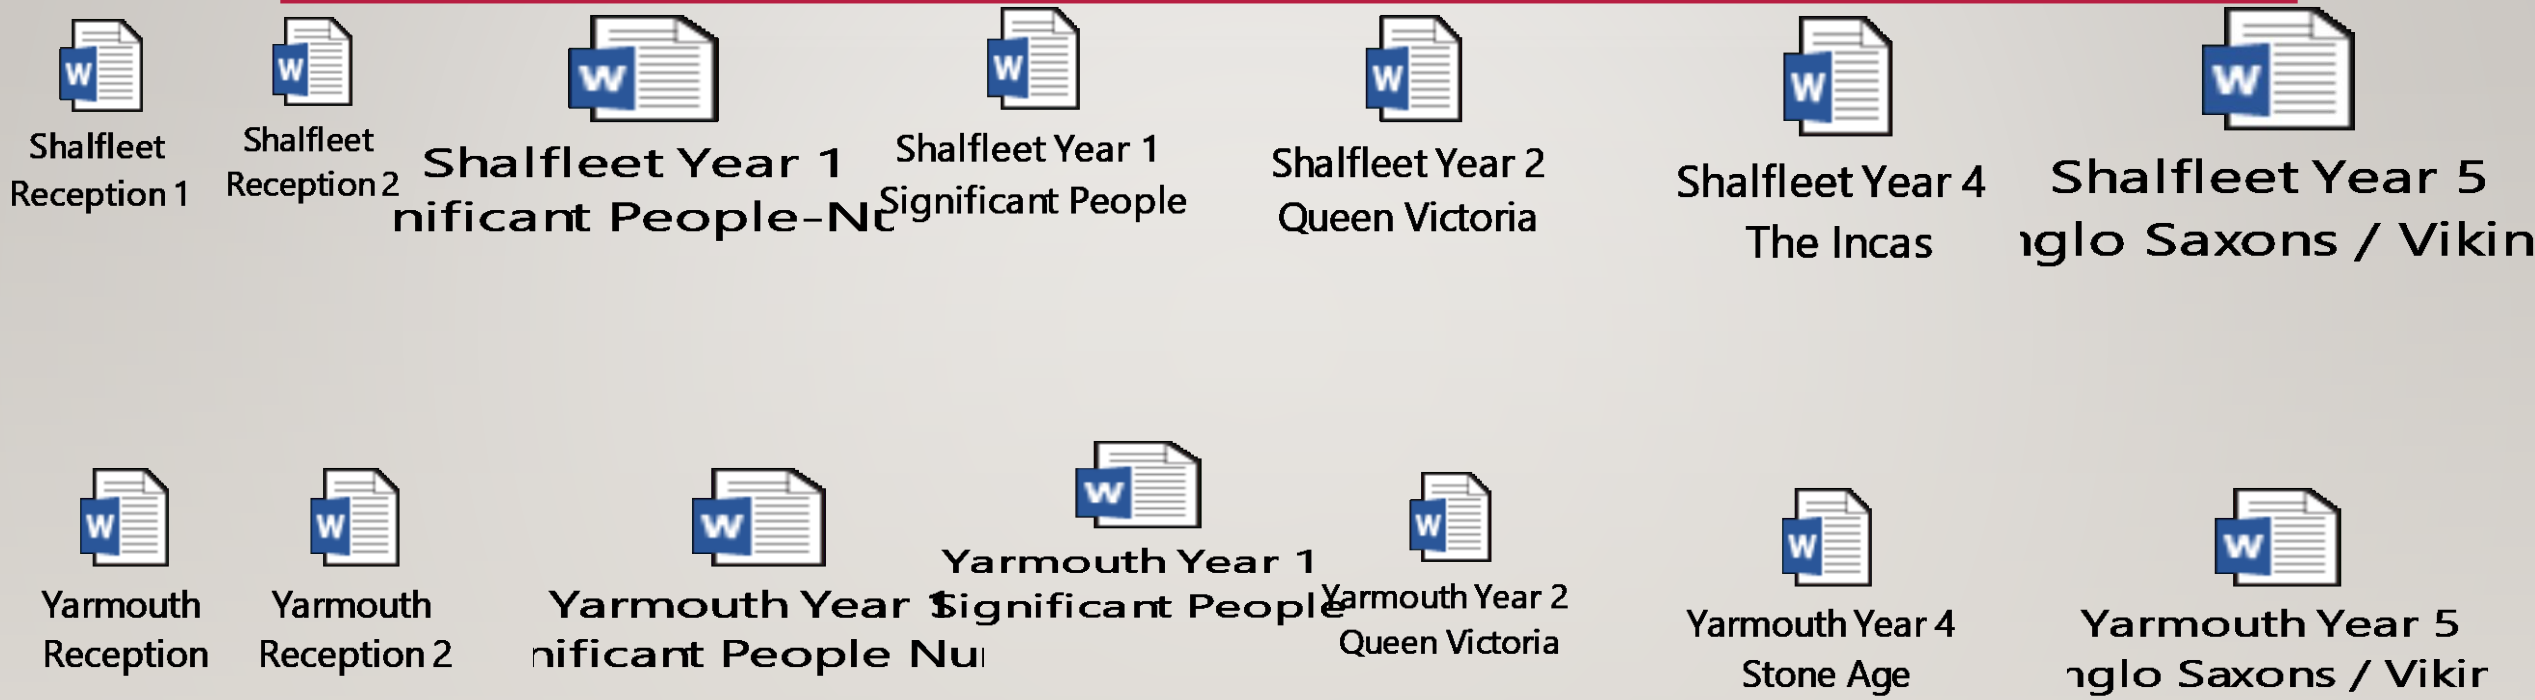 Shalfleet
Reception 1
Shalfleet
Reception 2
Shalfleet Year 1
nificant People-Nu
Shalfleet Year 1
Significant People
Shalfleet Year 2
Queen Victoria
Shalfleet Year 4
The Incas
Shalfleet Year 5
nglo Saxons / Vikin
Yarmouth
Reception
Yarmouth
Reception 2
Yarmouth Year 1
nificant People Nu
Yarmouth Year 1
Significant People
Yarmouth Year 2
Queen Victoria
Yarmouth Year 4
Stone Age
Yarmouth Year 5
nglo Saxons / Vikin